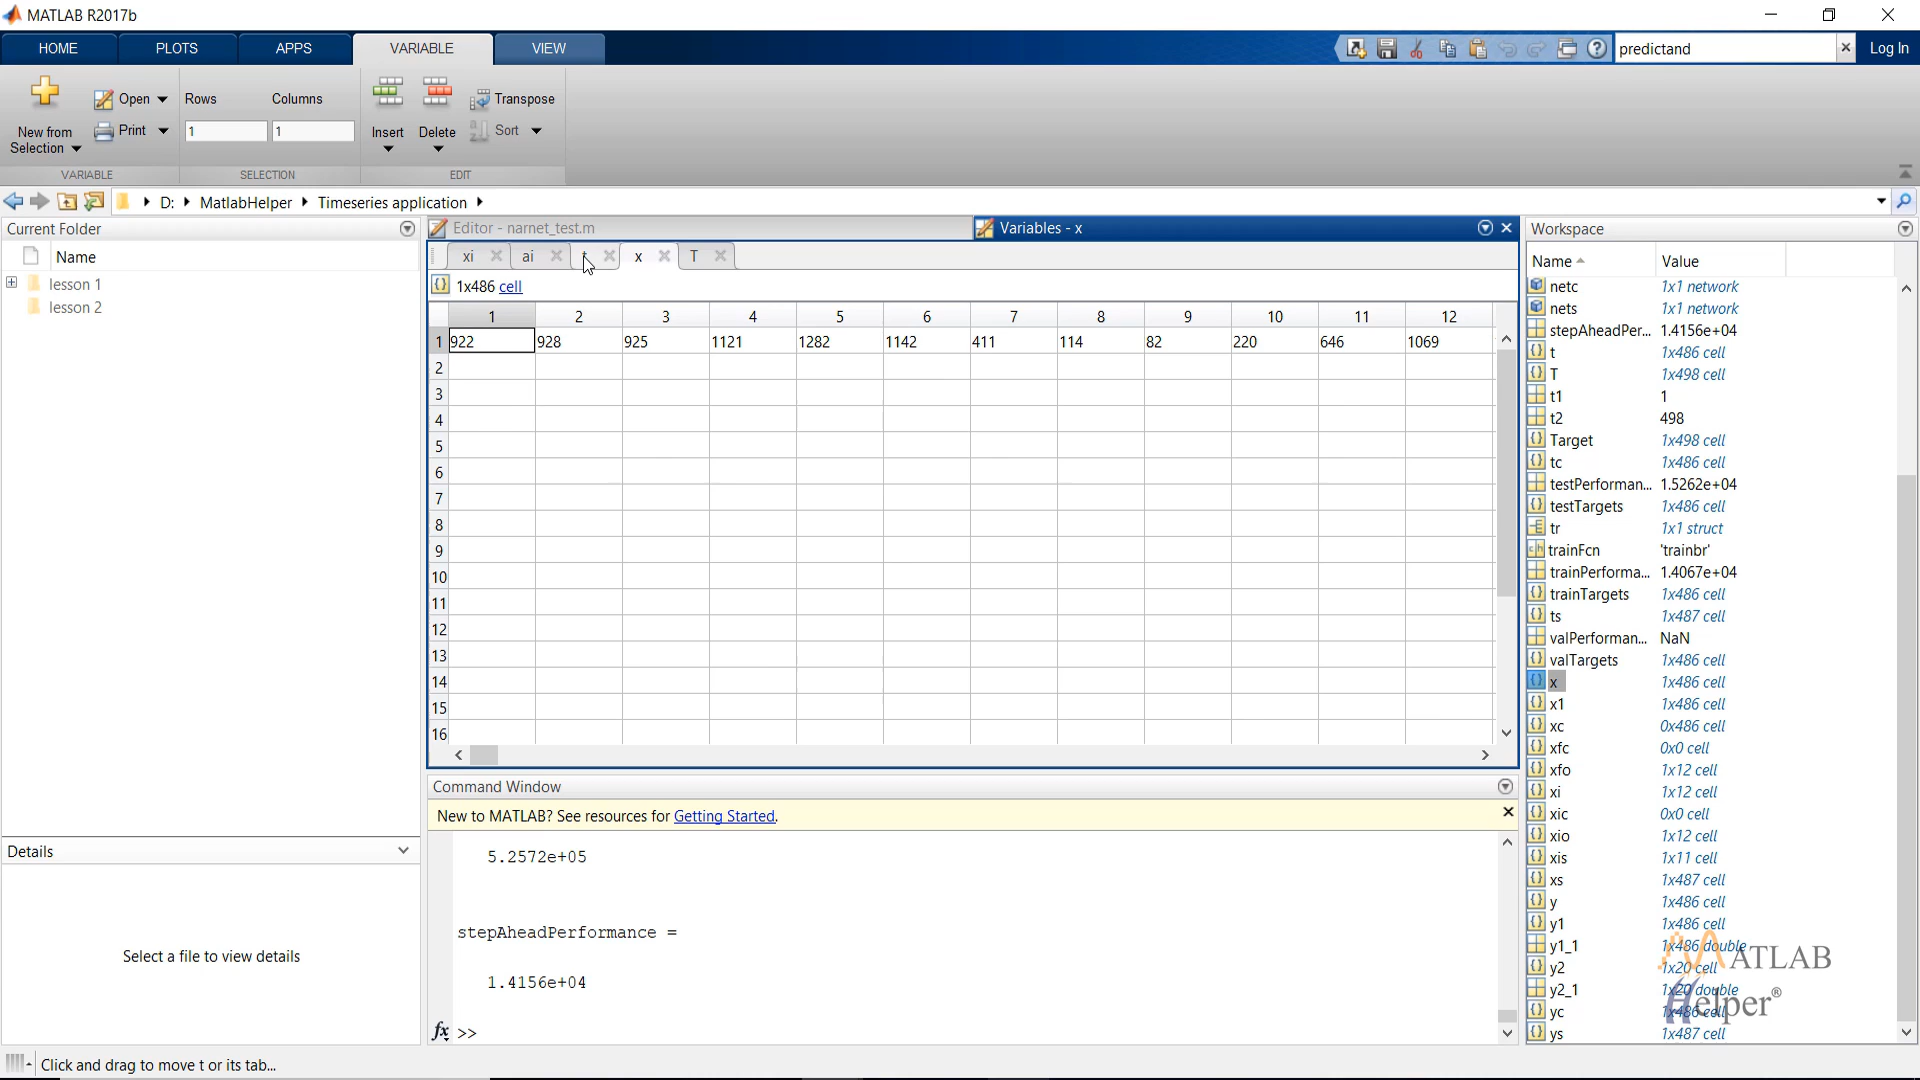 MATLAB R2017b
HOME
PLOTS
APPS
VARIABLE
VIEW
predictand
Log In
New from
Selection
Open
Print
Rows
Columns
1
1
Insert
Delete
Transpose
Sort
VARIABLE
SELECTION
EDIT
D: MatlabHelper Timeseries application
Current Folder
Name
lesson 1
lesson 2
Details
Select a file to view details
Editor - narnet_test.m
Variables - x
xi ai t x T
1x486 cell
1 2 3 4 5 6 7 8 9 10 11 12
1 922 928 925 1121 1282 1142 411 114 82 220 646 1069
2
3
4
5
6
7
8
9
10
11
12
13
14
15
16
Command Window
New to MATLAB? See resources for Getting Started.
5.2572e+05
stepAheadPerformance =
1.4156e+04
fx >>
Workspace
Name Value
netc 1x1 network
nets 1x1 network
stepAheadPer... 1.4156e+04
t 1x486 cell
T 1x498 cell
t1 1
t2 498
Target 1x498 cell
tc 1x486 cell
testPerforman... 1.5262e+04
testTargets 1x486 cell
tr 1x1 struct
trainFcn 'trainbr'
trainPerforma... 1.4067e+04
trainTargets 1x486 cell
ts 1x487 cell
valPerforman... NaN
valTargets 1x486 cell
x 1x486 cell
x1 1x486 cell
xc 0x486 cell
xfc 0x0 cell
xfo 1x12 cell
xi 1x12 cell
xic 0x0 cell
xio 1x12 cell
xis 1x11 cell
xs 1x487 cell
y 1x486 cell
y1 1x486 cell
y1_1 1x486 double
y2 1x20 cell
y2_1 1x20 double
yc 1x486 cell
ys 1x487 cell
MATLAB
Helper®
Click and drag to move t or its tab...